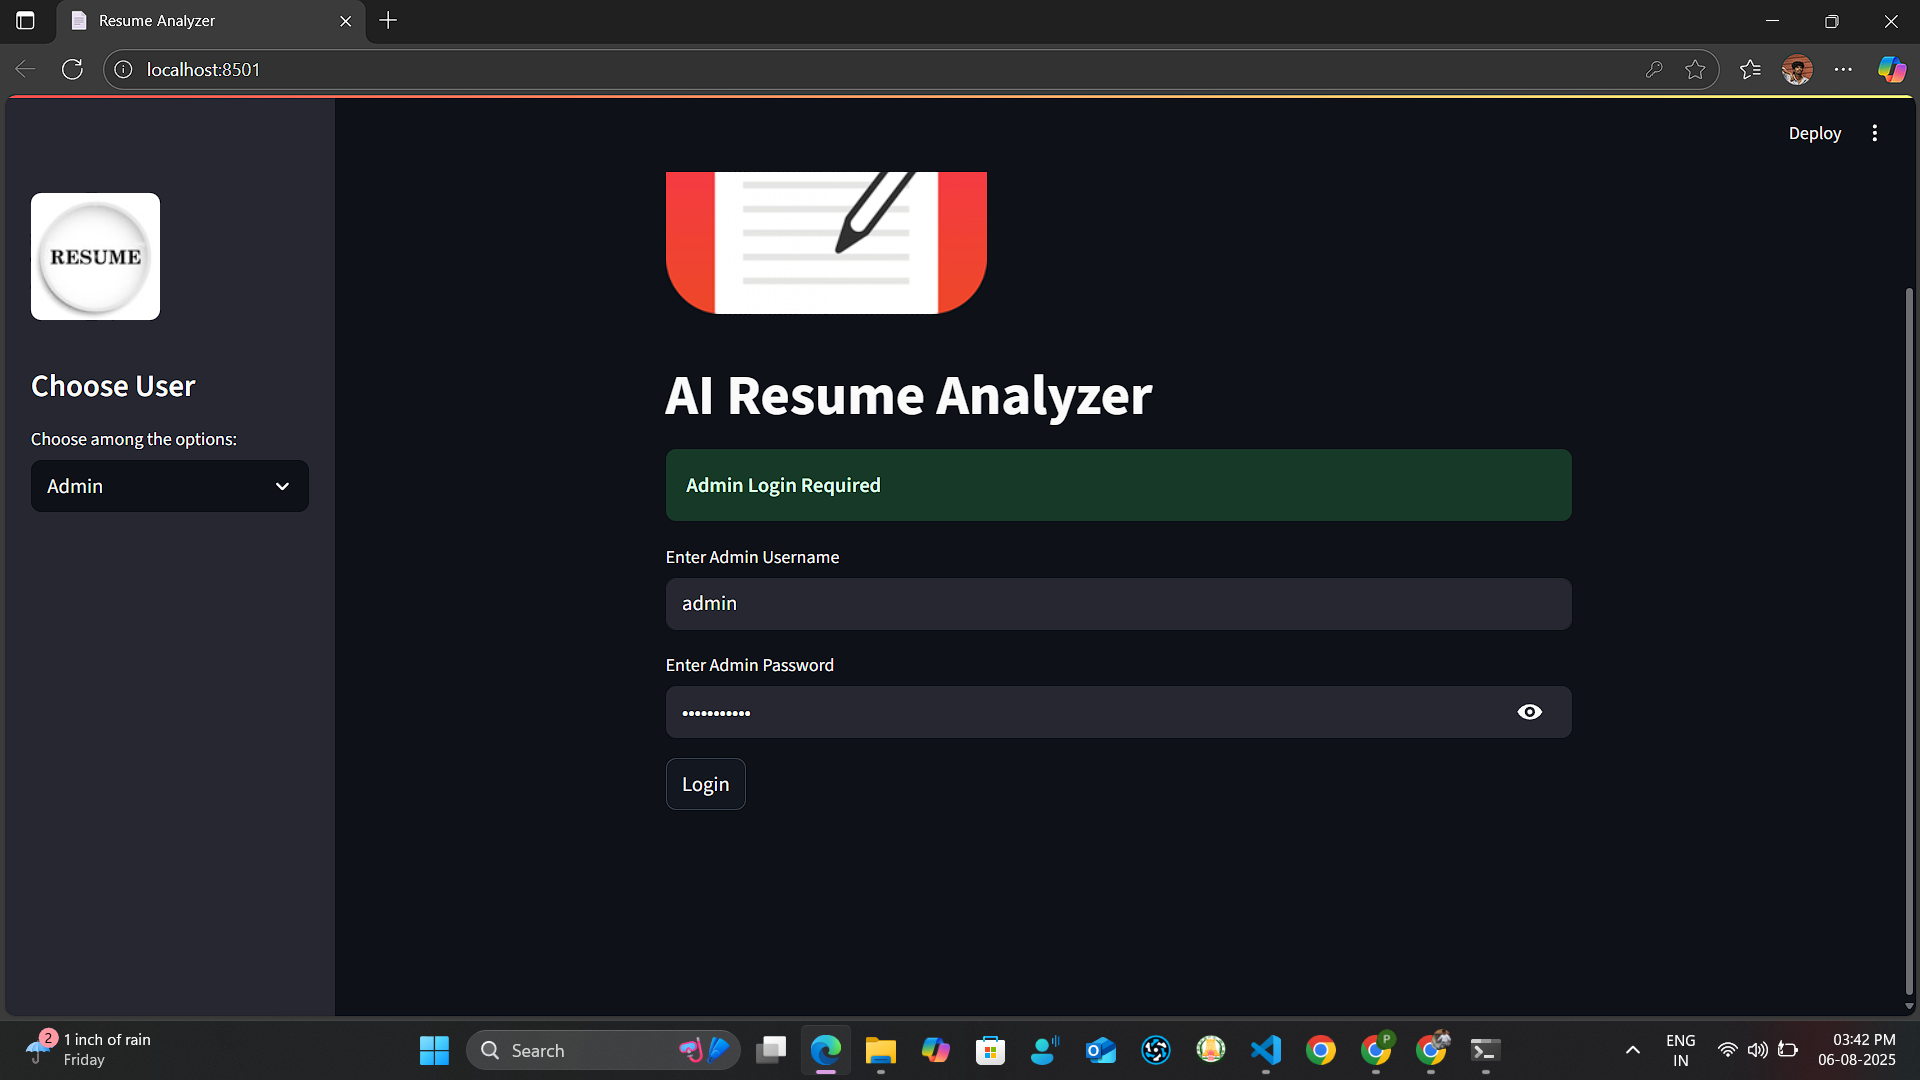 Resume Analyzer
localhost:8501
Deploy
RESUME
Choose User
Choose among the options:
Admin
AI Resume Analyzer
Admin Login Required
Enter Admin Username
admin
Enter Admin Password
•••••••••••
Login
2
1 inch of rain
Friday
Search
P
ENG
IN
03:42 PM
06-08-2025